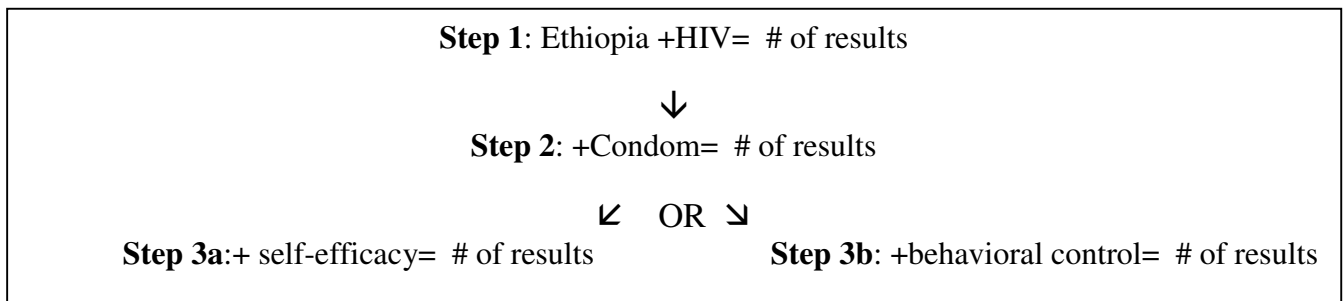 Step 1: Ethiopia +HIV= # of results
↓
Step 2: +Condom= # of results
↙ OR ↘
Step 3a:+ self-efficacy= # of results Step 3b: +behavioral control= # of results